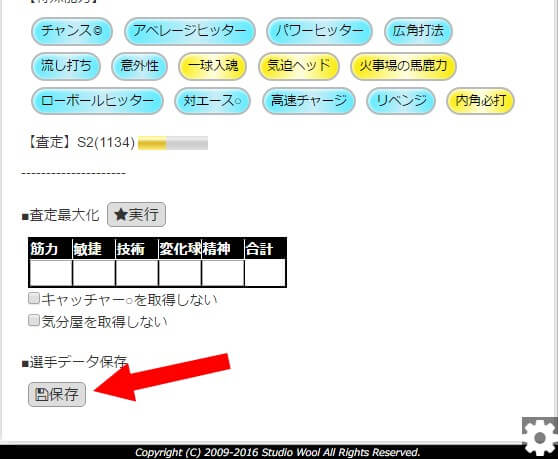 チャンス◎ アベレージヒッター パワーヒッター 広角打法
流し打ち 意外性 一球入魂 気迫ヘッド 火事場の馬鹿力
ローボールヒッター 対エース○ 高速チャージ リベンジ 内角必打
【査定】S2(1134)
---------------------
■査定最大化 ★実行
筋力 敏捷 技術 変化球 精神 合計
キャッチャー○を取得しない
気分屋を取得しない
■選手データ保存
保存
Copyright (C) 2009-2016 Studio Wool All Rights Reserved.